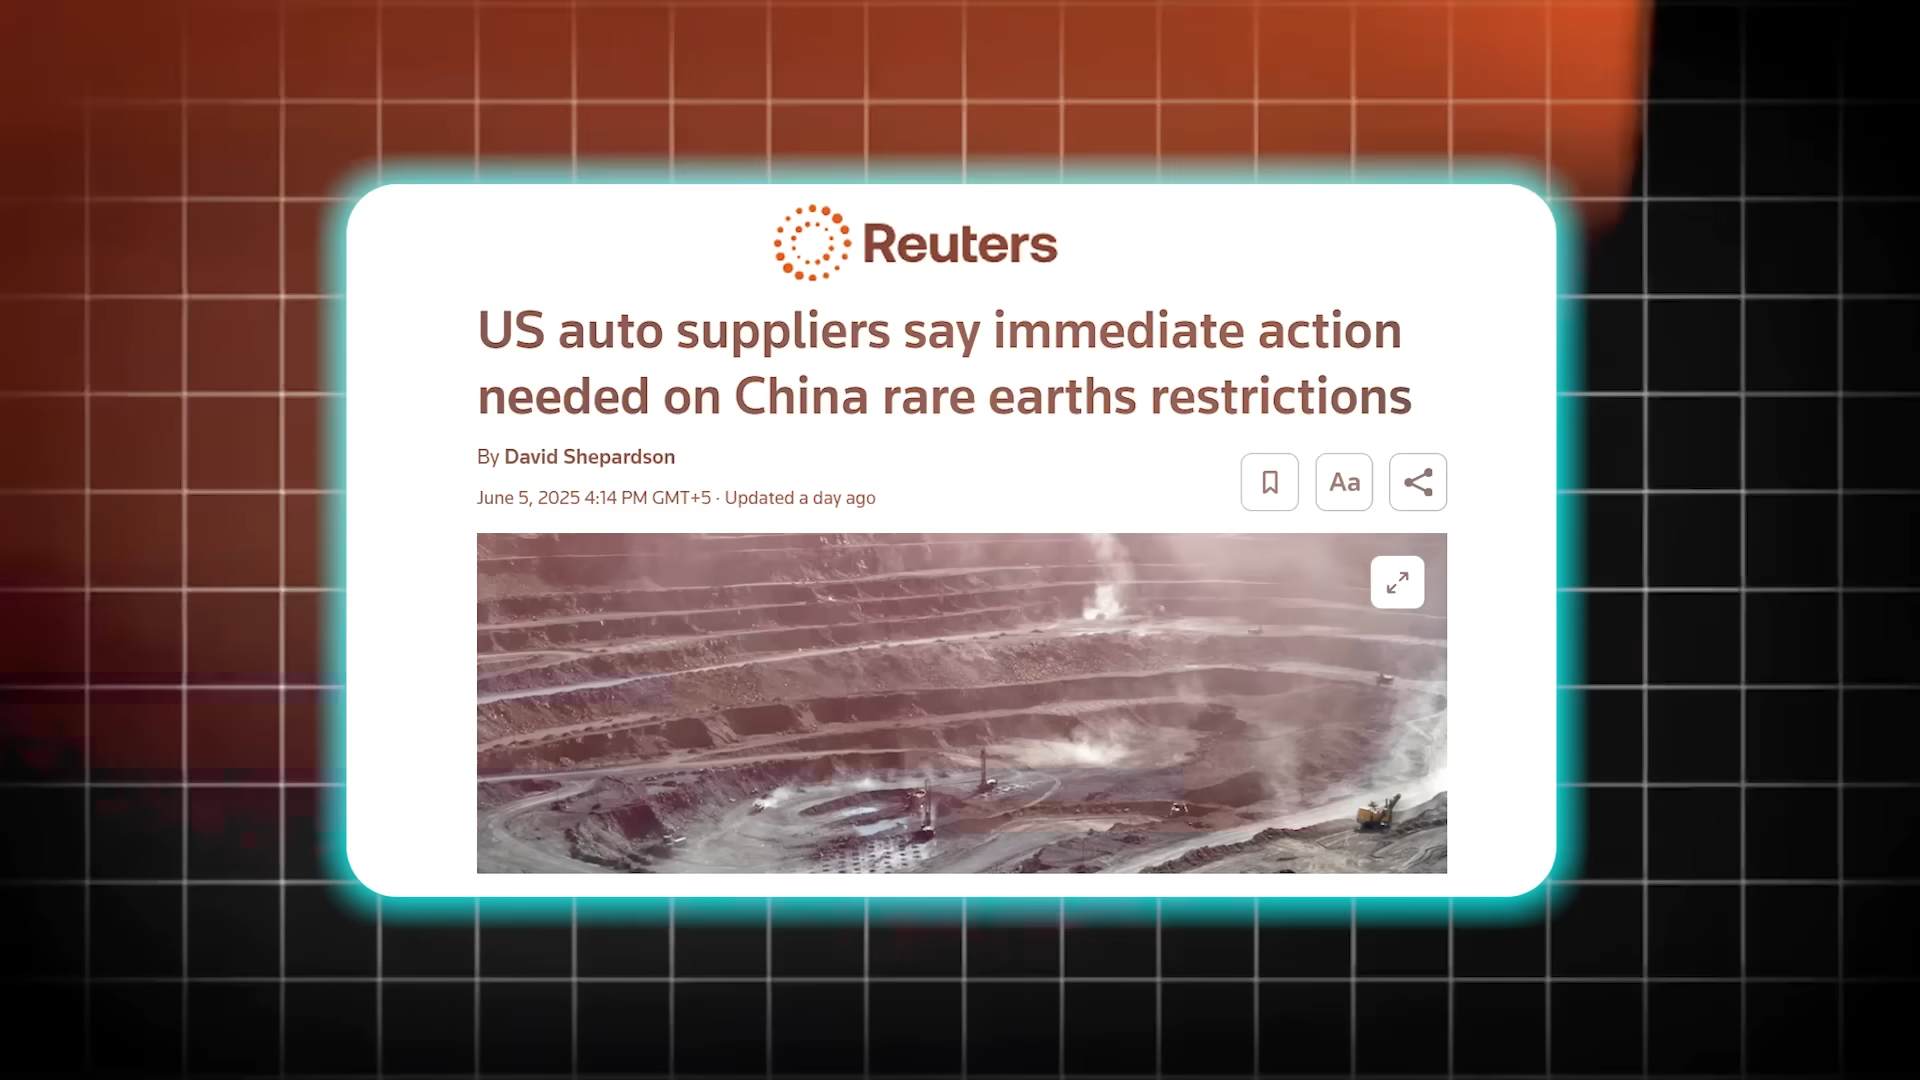 Reuters
US auto suppliers say immediate action
needed on China rare earths restrictions
By David Shepardson
June 5, 2025 4:14 PM GMT+5 · Updated a day ago
Aa